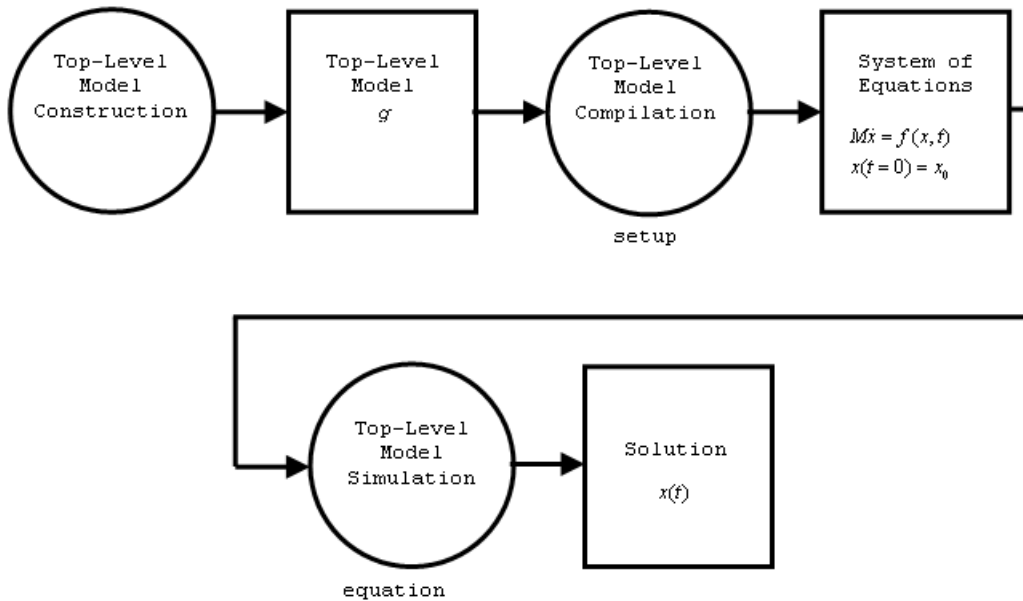 Top-Level
Model
Construction
Top-Level
Model
g
Top-Level
Model
Compilation
setup
System of
Equations
Mẋ = f(x,t)
x(t = 0) = x₀
Top-Level
Model
Simulation
equation
Solution
x(t)